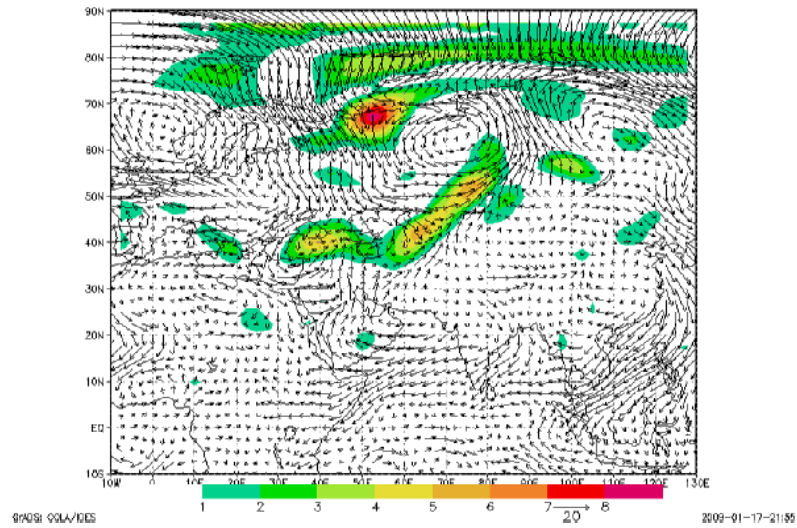 90N
80N
70N
60N
50N
40N
30N
20N
10N
EQ
10S
10W 0 10E 20E 30E 40E 50E 60E 70E 80E 90E 100E 110E 120E 130E
1 2 3 4 5 6 7 8
20
GrADS: COLA/IGES 2009-01-17-21:55